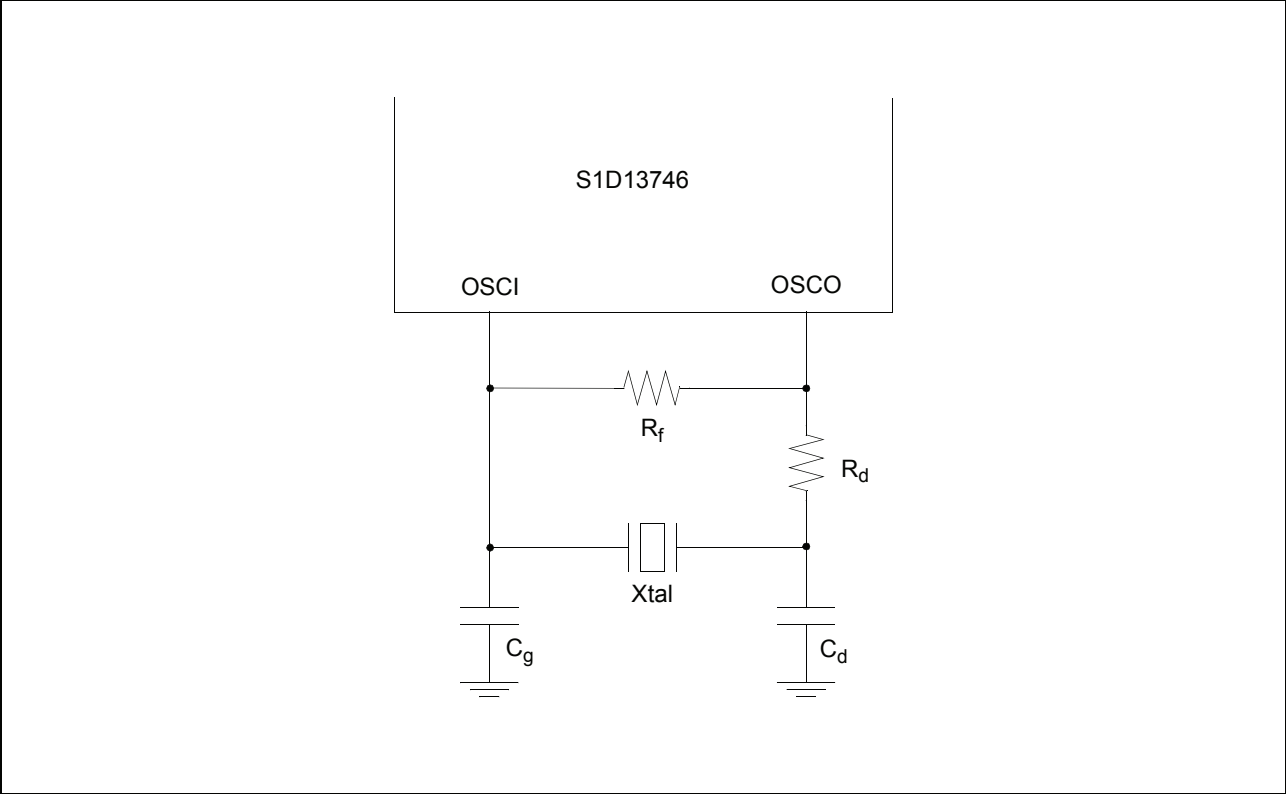 S1D13746
OSCI
OSCO
Rf
Rd
Xtal
Cg
Cd